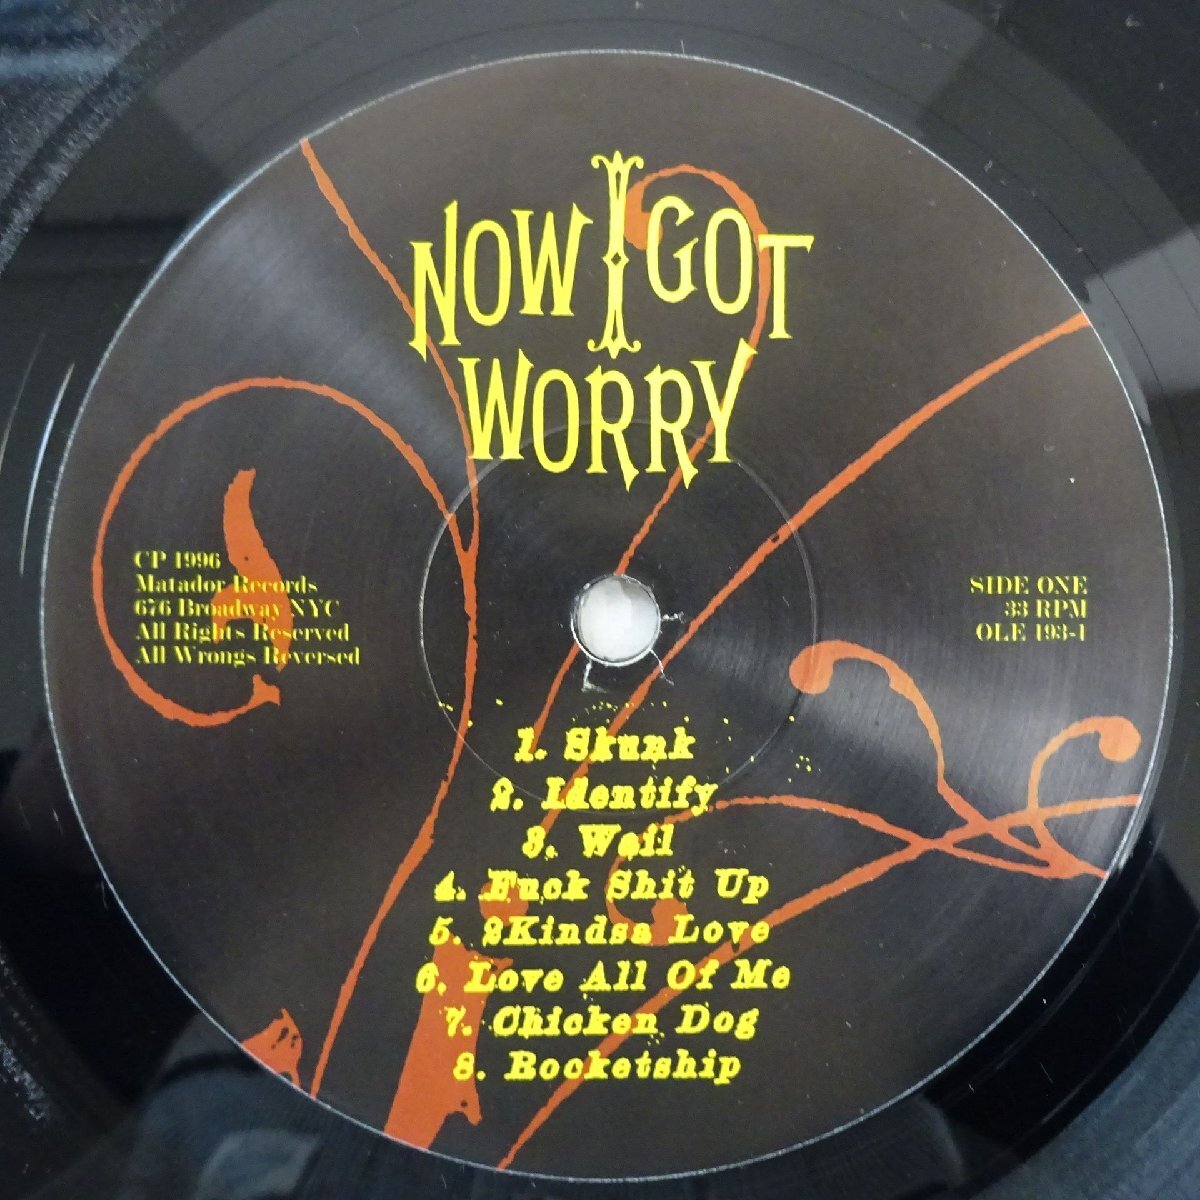 NOW I GOT
WORRY
CP 1996
Matador Records
676 Broadway NYC
All Rights Reserved
All Wrongs Reversed
SIDE ONE
33 RPM
OLE 193-1
1. Skunk
2. Identify
3. Wail
4. Fuck Shit Up
5. 2Kindsa Love
6. Love All Of Me
7. Chicken Dog
8. Rocketship